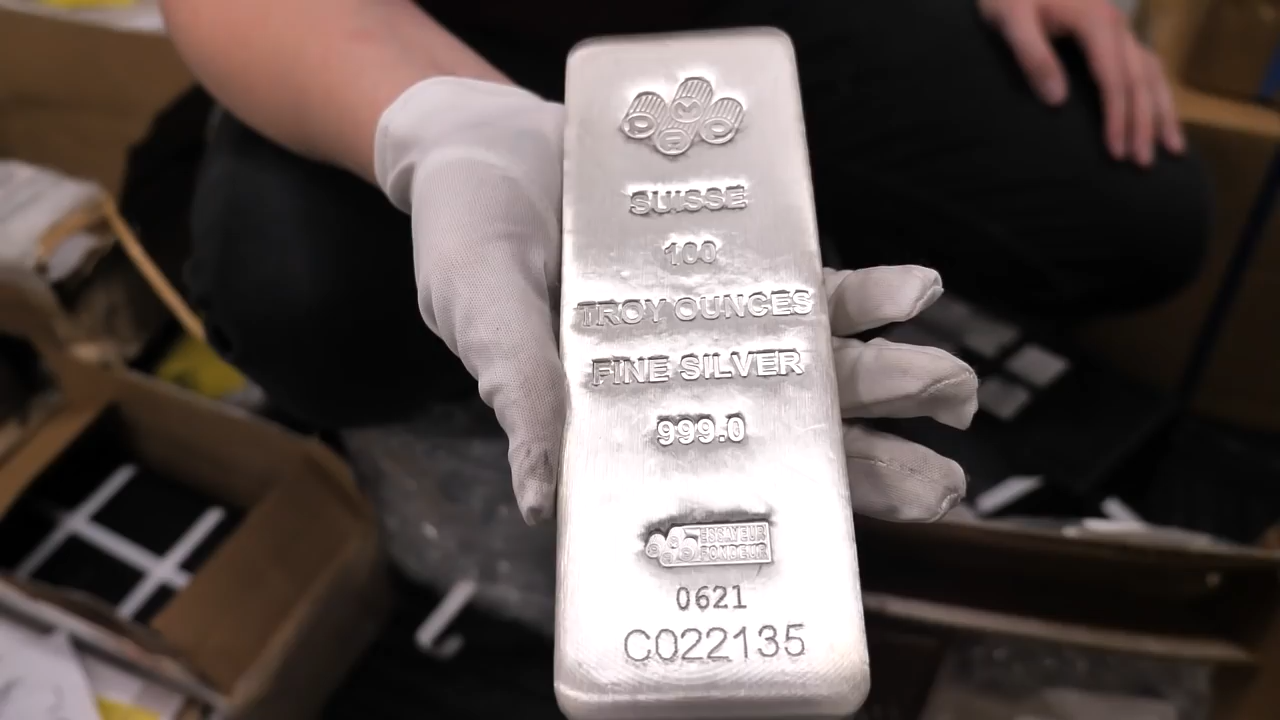 P M P
SUISSE
100
TROY OUNCES
FINE SILVER
999.0
ESSAYEUR
FONDEUR
0621
C022135